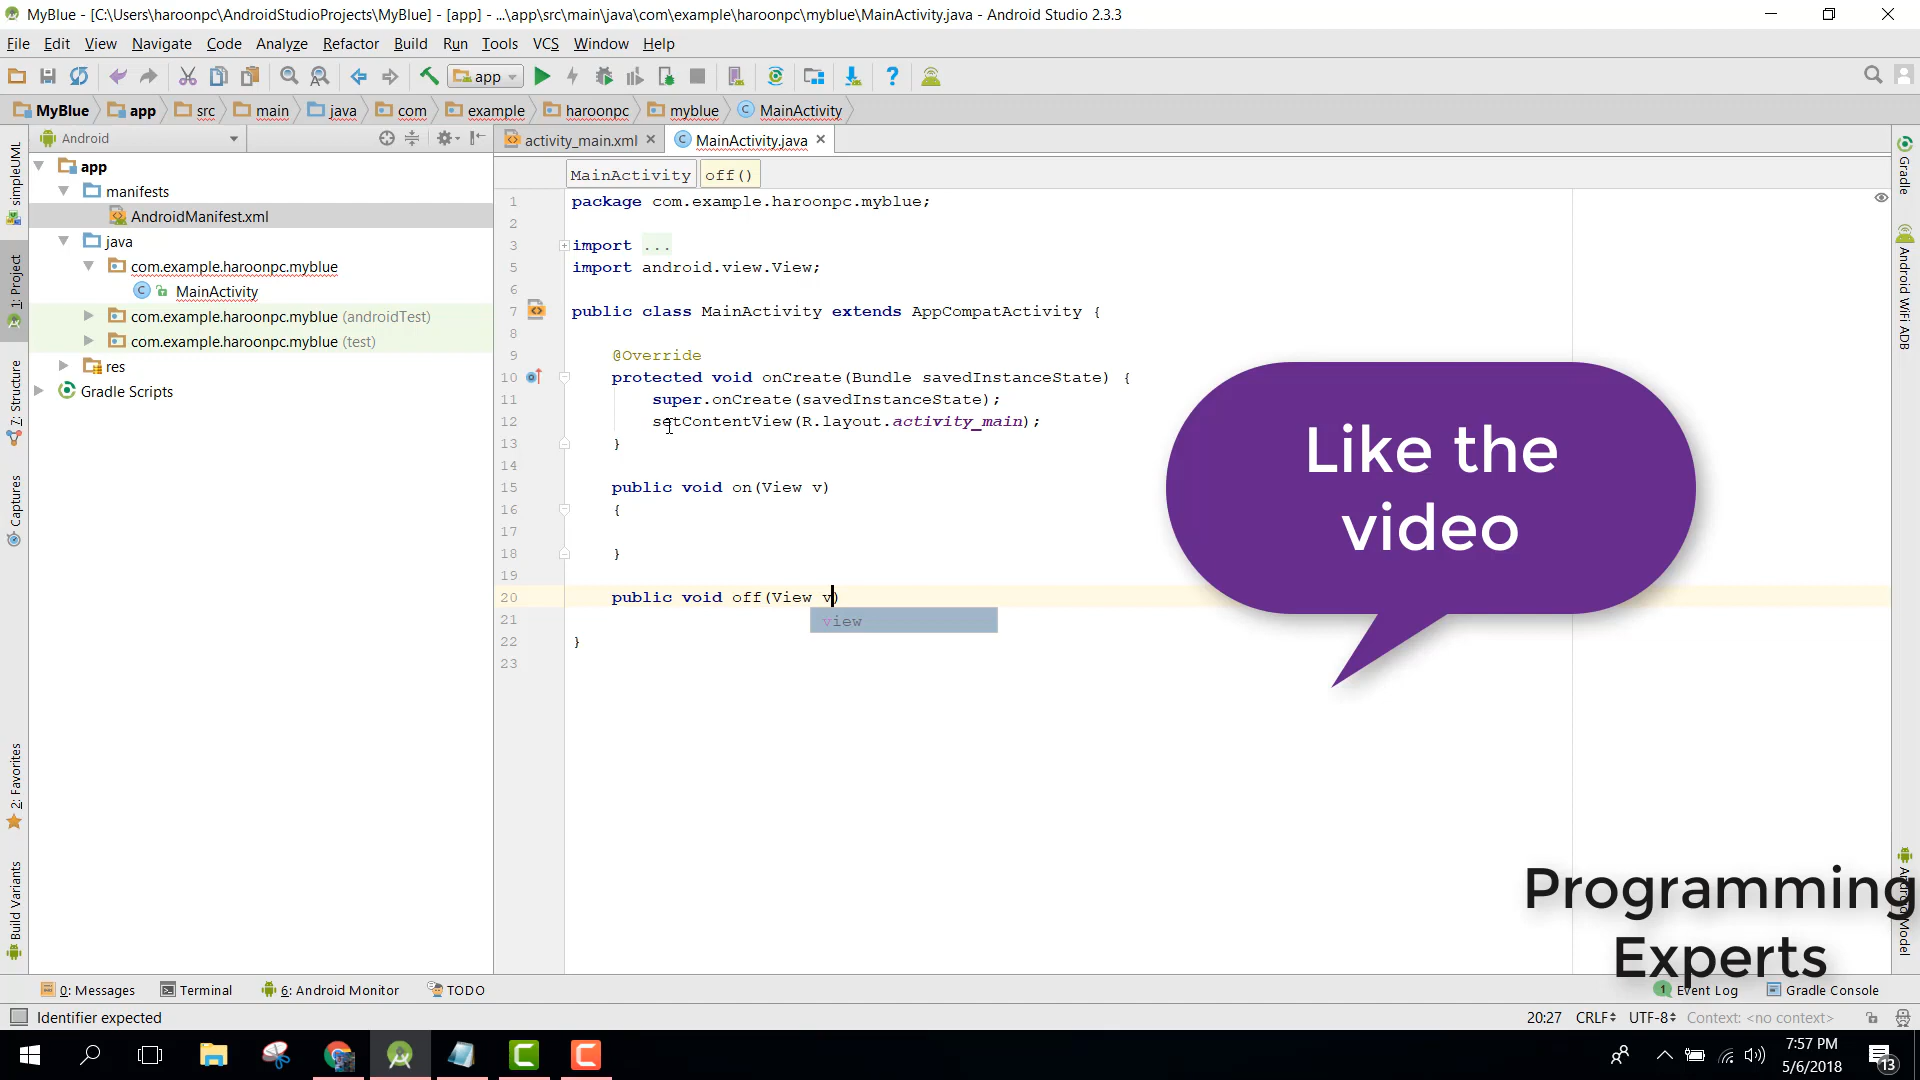 MyBlue - [C:\Users\haroonpc\AndroidStudioProjects\MyBlue] - [app] - ...\app\src\main\java\com\example\haroonpc\myblue\MainActivity.java - Android Studio 2.3.3
File Edit View Navigate Code Analyze Refactor Build Run Tools VCS Window Help
app
MyBlue app src main java com example haroonpc myblue MainActivity
Android
activity_main.xml MainActivity.java
MainActivity off()
app
manifests
AndroidManifest.xml
java
com.example.haroonpc.myblue
MainActivity
com.example.haroonpc.myblue (androidTest)
com.example.haroonpc.myblue (test)
res
Gradle Scripts
1 package com.example.haroonpc.myblue;
2
3 import ...
5 import android.view.View;
6
7 public class MainActivity extends AppCompatActivity {
8
9 @Override
10 protected void onCreate(Bundle savedInstanceState) {
11 super.onCreate(savedInstanceState);
12 setContentView(R.layout.activity_main);
13 }
14
15 public void on(View v)
16 {
17
18 }
19
20 public void off(View v)
view
21
22 }
23
Like the
video
Programming
Experts
simpleUML
1: Project
7: Structure
Captures
2: Favorites
Build Variants
Gradle
Android WiFi ADB
0: Messages Terminal 6: Android Monitor TODO
1 Event Log Gradle Console
Identifier expected
20:27 CRLF UTF-8 Context: <no context>
7:57 PM
5/6/2018
13